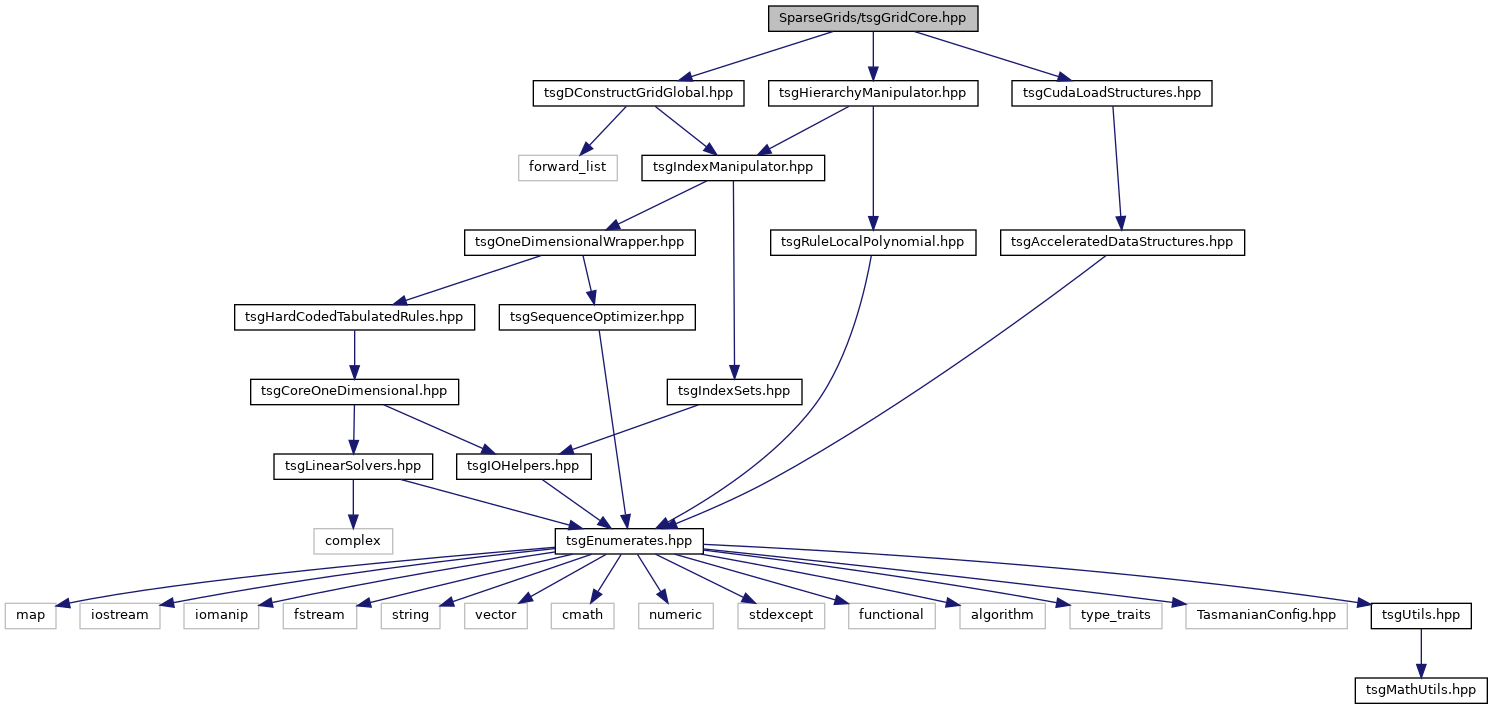 SparseGrids/tsgGridCore.hpp
tsgDConstructGridGlobal.hpp
tsgHierarchyManipulator.hpp
tsgCudaLoadStructures.hpp
forward_list
tsgIndexManipulator.hpp
tsgOneDimensionalWrapper.hpp
tsgRuleLocalPolynomial.hpp
tsgAcceleratedDataStructures.hpp
tsgHardCodedTabulatedRules.hpp
tsgSequenceOptimizer.hpp
tsgCoreOneDimensional.hpp
tsgIndexSets.hpp
tsgLinearSolvers.hpp
tsgIOHelpers.hpp
complex
tsgEnumerates.hpp
map
iostream
iomanip
fstream
string
vector
cmath
numeric
stdexcept
functional
algorithm
type_traits
TasmanianConfig.hpp
tsgUtils.hpp
tsgMathUtils.hpp